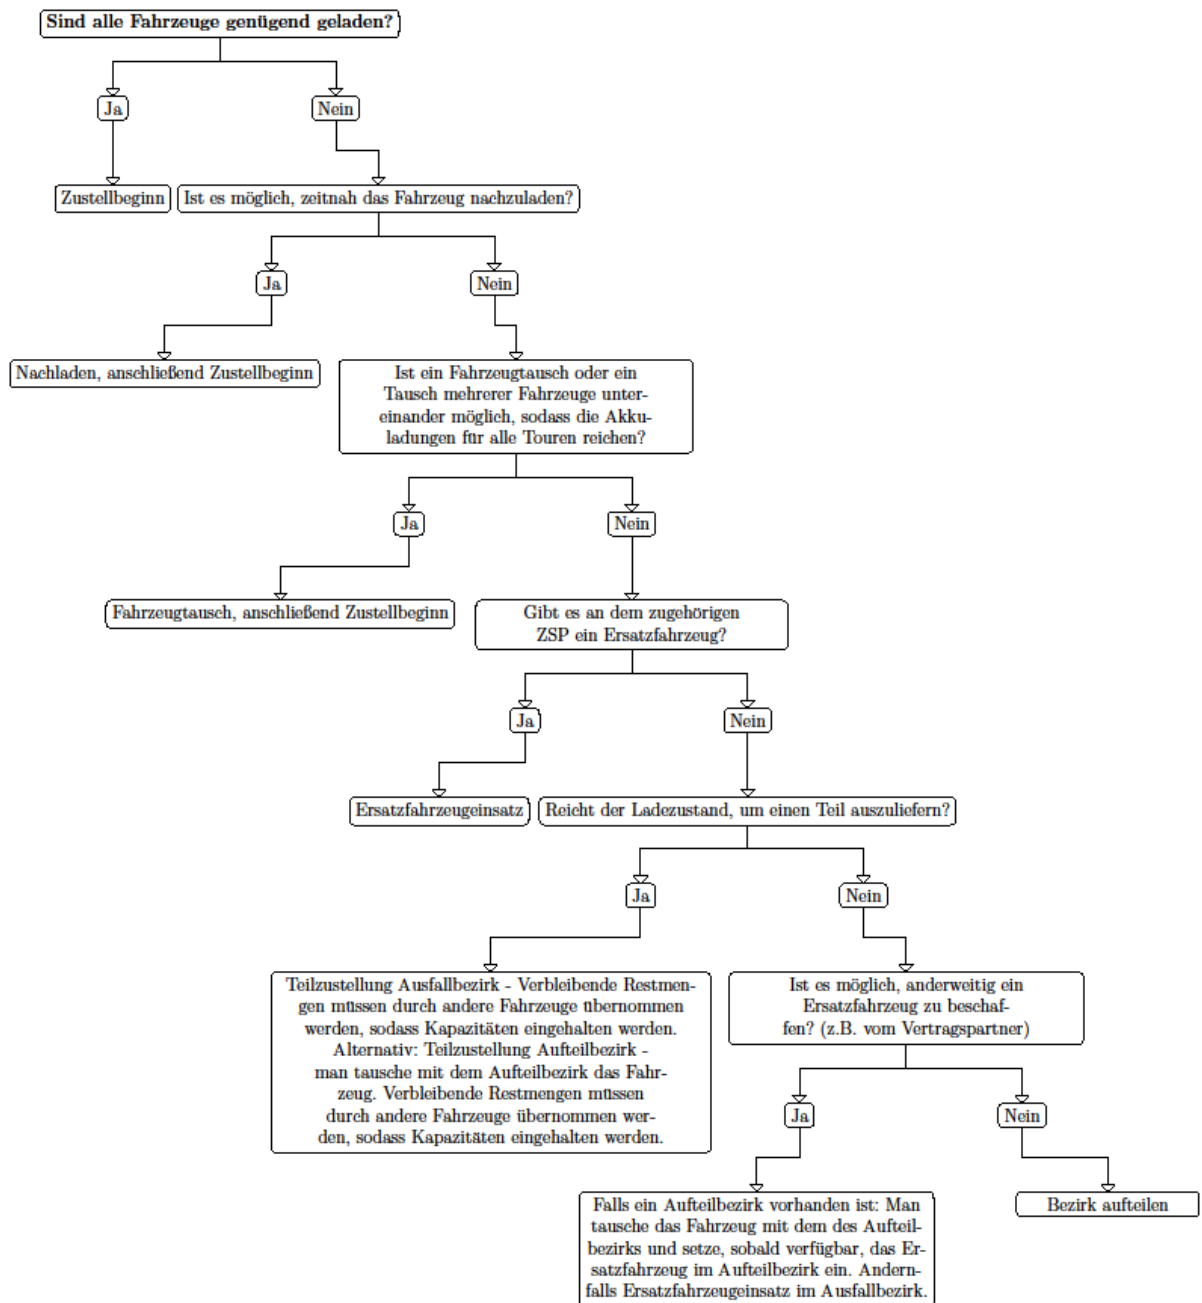 Sind alle Fahrzeuge genügend geladen?
Ja
Nein
Zustellbeginn
Ist es möglich, zeitnah das Fahrzeug nachzuladen?
Ja
Nein
Nachladen, anschließend Zustellbeginn
Ist ein Fahrzeugtausch oder ein
Tausch mehrerer Fahrzeuge unter-
einander möglich, sodass die Akku-
ladungen für alle Touren reichen?
Ja
Nein
Fahrzeugtausch, anschließend Zustellbeginn
Gibt es an dem zugehörigen
ZSP ein Ersatzfahrzeug?
Ja
Nein
Ersatzfahrzeugeinsatz
Reicht der Ladezustand, um einen Teil auszuliefern?
Ja
Nein
Teilzustellung Ausfallbezirk - Verbleibende Restmen-
gen müssen durch andere Fahrzeuge übernommen
werden, sodass Kapazitäten eingehalten werden.
Alternativ: Teilzustellung Aufteilbezirk -
man tausche mit dem Aufteilbezirk das Fahr-
zeug. Verbleibende Restmengen müssen
durch andere Fahrzeuge übernommen wer-
den, sodass Kapazitäten eingehalten werden.
Ist es möglich, anderweitig ein
Ersatzfahrzeug zu beschaf-
fen? (z.B. vom Vertragspartner)
Ja
Nein
Falls ein Aufteilbezirk vorhanden ist: Man
tausche das Fahrzeug mit dem des Aufteil-
bezirks und setze, sobald verfügbar, das Er-
satzfahrzeug im Aufteilbezirk ein. Andern-
falls Ersatzfahrzeugeinsatz im Ausfallbezirk.
Bezirk aufteilen